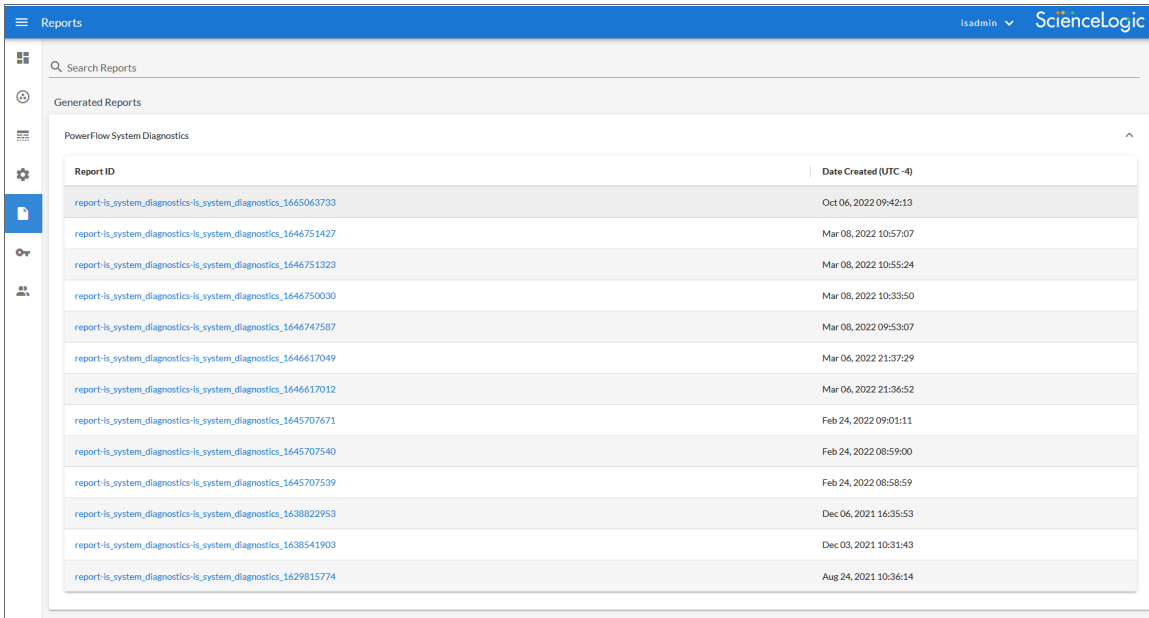 Reports isadmin ScienceLogic
Search Reports
Generated Reports
PowerFlow System Diagnostics
Report ID Date Created (UTC -4)
report-is_system_diagnostics-is_system_diagnostics_1665063733 Oct 06, 2022 09:42:13
report-is_system_diagnostics-is_system_diagnostics_1646751427 Mar 08, 2022 10:57:07
report-is_system_diagnostics-is_system_diagnostics_1646751323 Mar 08, 2022 10:55:24
report-is_system_diagnostics-is_system_diagnostics_1646750030 Mar 08, 2022 10:33:50
report-is_system_diagnostics-is_system_diagnostics_1646747587 Mar 08, 2022 09:53:07
report-is_system_diagnostics-is_system_diagnostics_1646617049 Mar 06, 2022 21:37:29
report-is_system_diagnostics-is_system_diagnostics_1646617012 Mar 06, 2022 21:36:52
report-is_system_diagnostics-is_system_diagnostics_1645707671 Feb 24, 2022 09:01:11
report-is_system_diagnostics-is_system_diagnostics_1645707540 Feb 24, 2022 08:59:00
report-is_system_diagnostics-is_system_diagnostics_1645707539 Feb 24, 2022 08:58:59
report-is_system_diagnostics-is_system_diagnostics_1638822953 Dec 06, 2021 16:35:53
report-is_system_diagnostics-is_system_diagnostics_1638541903 Dec 03, 2021 10:31:43
report-is_system_diagnostics-is_system_diagnostics_1629815774 Aug 24, 2021 10:36:14